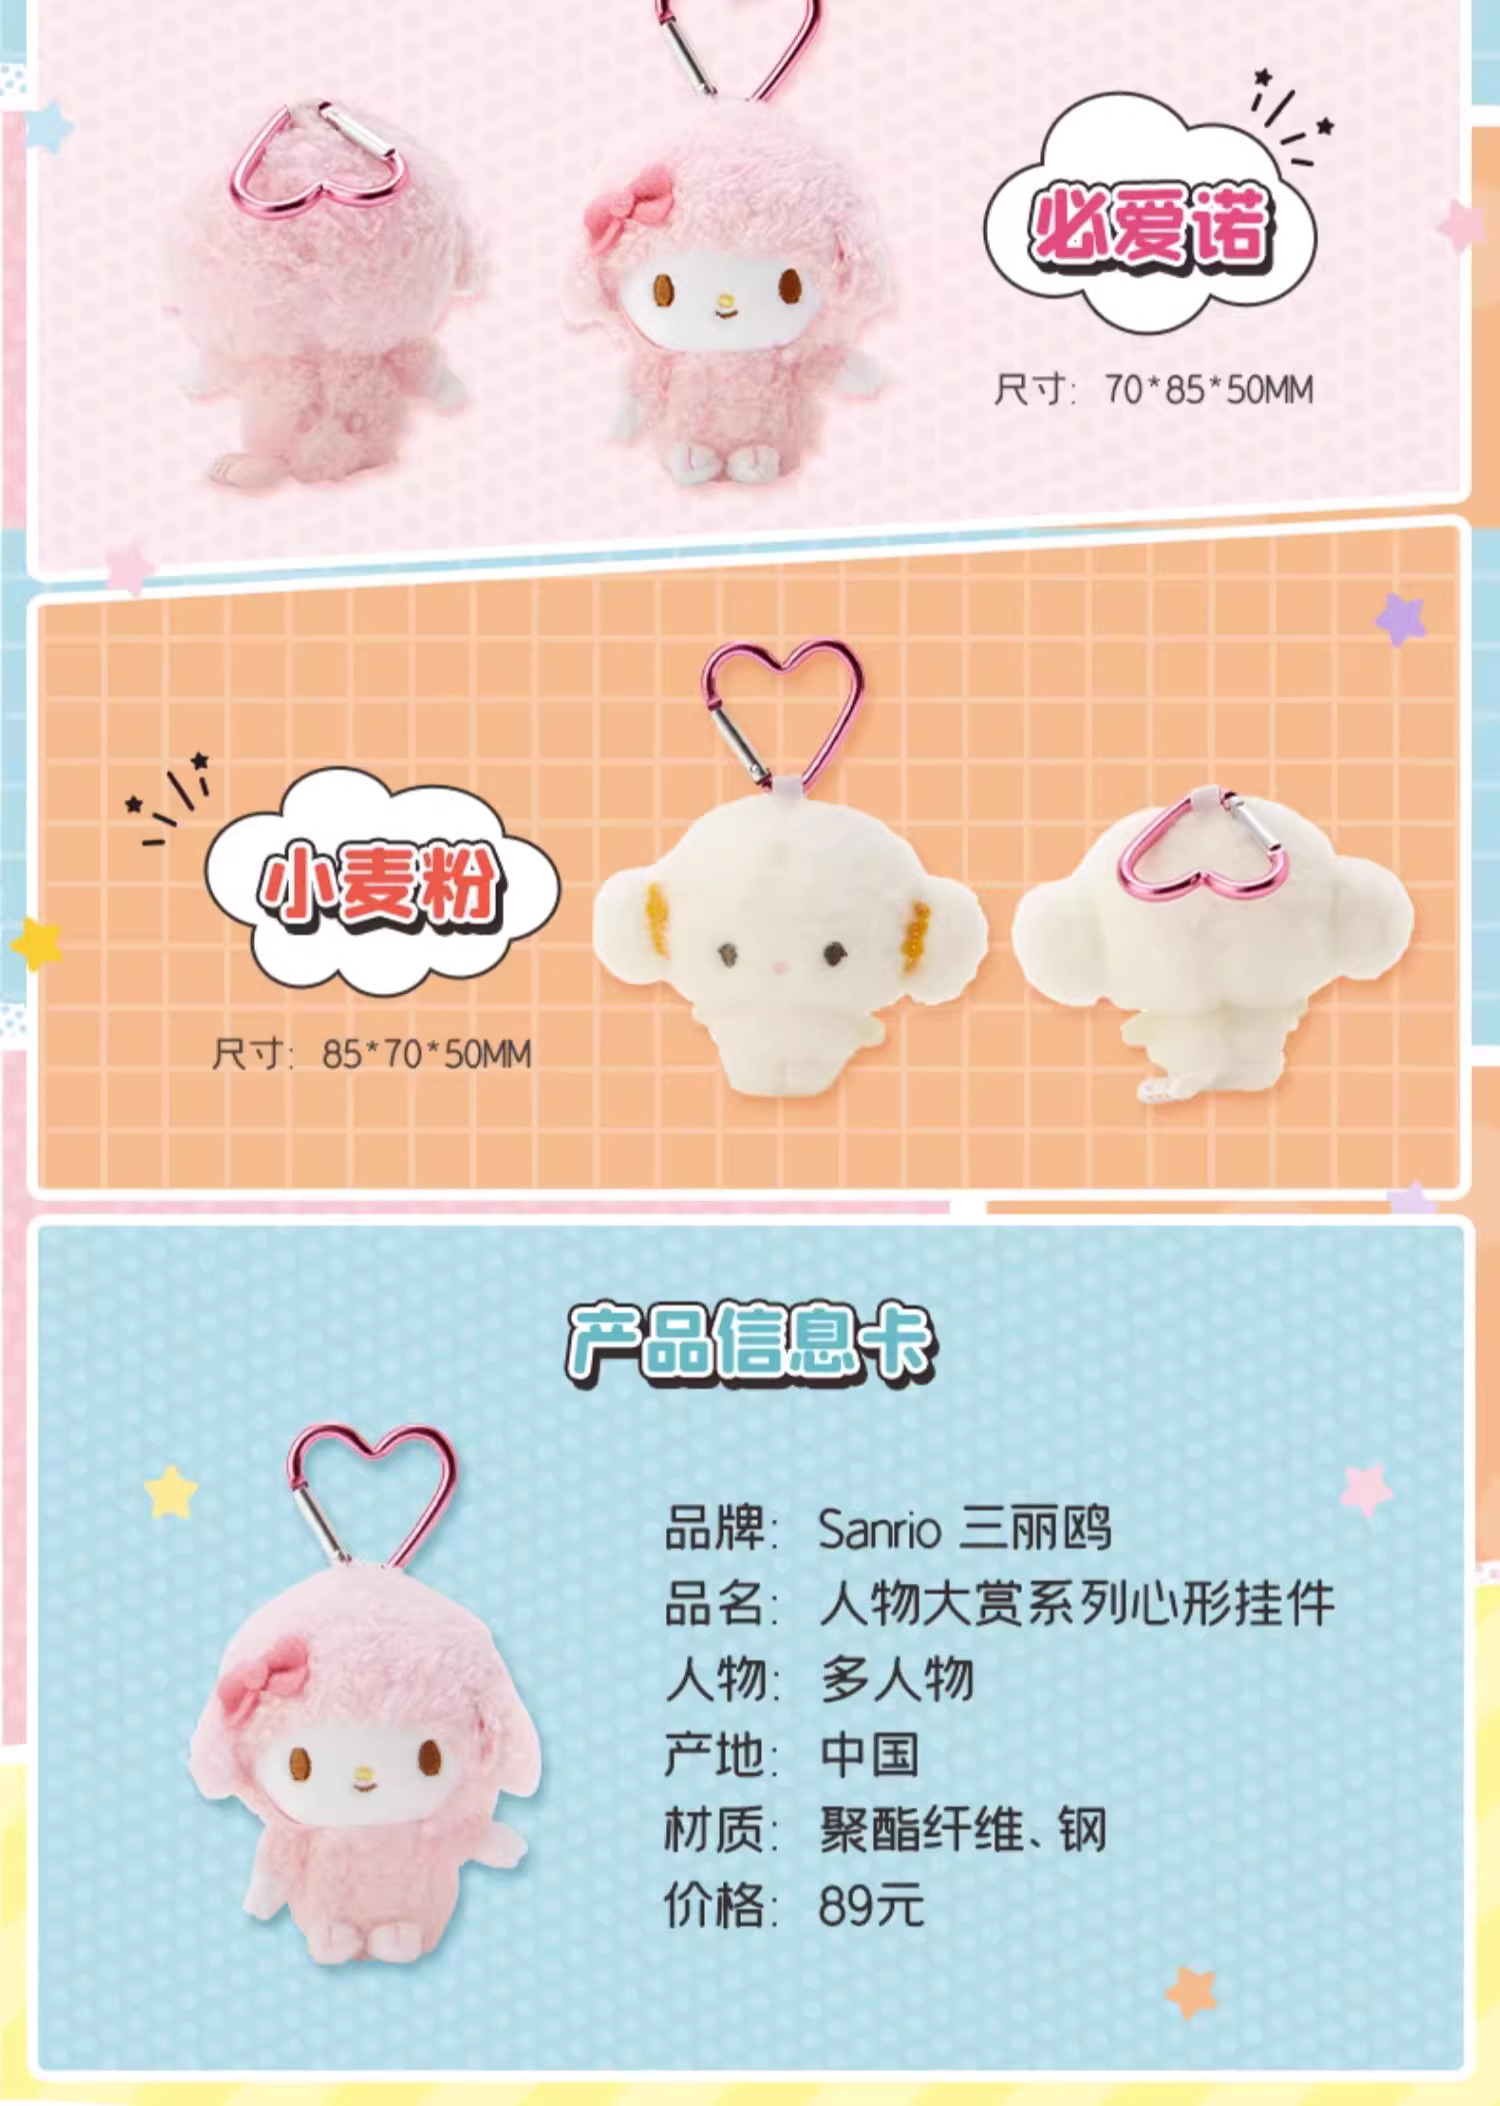 必爱诺
尺寸： 70*85*50MM
小麦粉
尺寸： 85*70*50MM
产品信息卡
品牌： Sanrio 三丽鸥
品名： 人物大赏系列心形挂件
人物： 多人物
产地： 中国
材质： 聚酯纤维、钢
价格： 89元